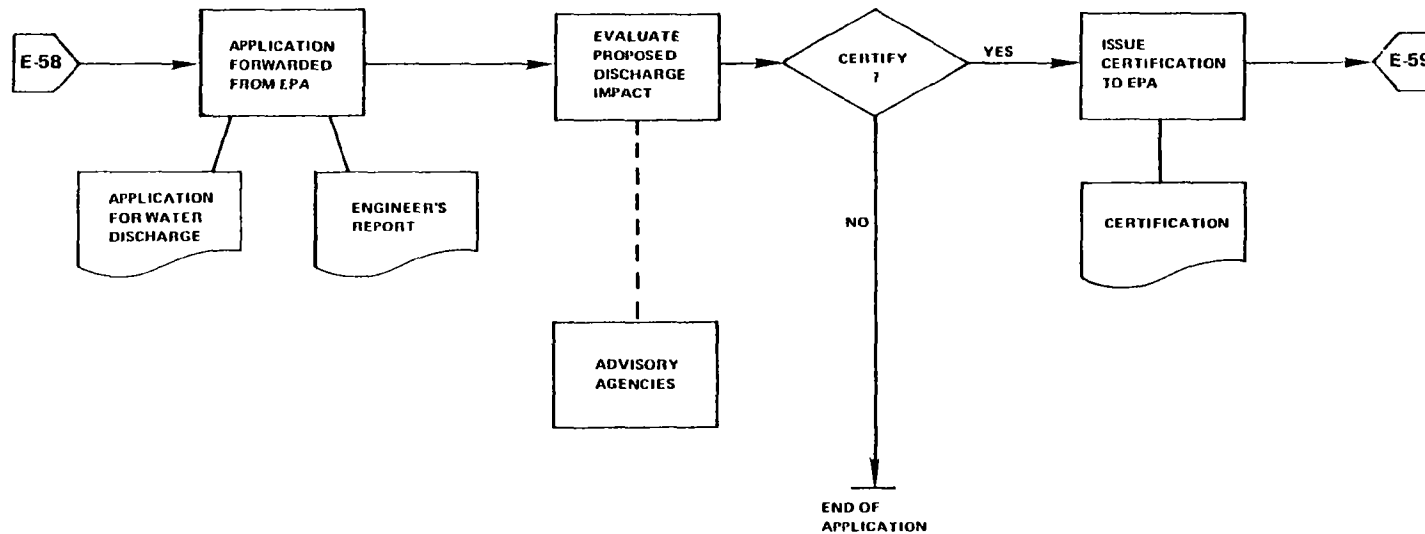 E-58
APPLICATION
FORWARDED
FROM EPA
EVALUATE
PROPOSED
DISCHARGE
IMPACT
CERTIFY
?
YES
ISSUE
CERTIFICATION
TO EPA
E-59
APPLICATION
FOR WATER
DISCHARGE
ENGINEER'S
REPORT
NO
CERTIFICATION
ADVISORY
AGENCIES
END OF
APPLICATION